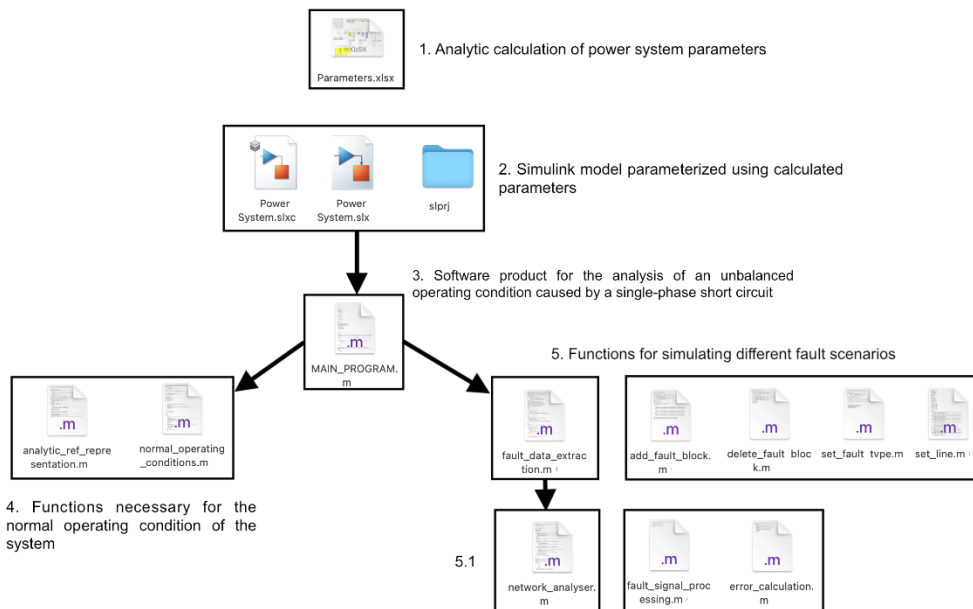 XLSX
Parameters.xlsx
1. Analytic calculation of power system parameters
Power
System.slxc
Power
System.slx
slprj
2. Simulink model parameterized using calculated
parameters
3. Software product for the analysis of an unbalanced
operating condition caused by a single-phase short circuit
.m
MAIN_PROGRAM.
m
5. Functions for simulating different fault scenarios
.m
analytic_ref_repre
sentation.m
.m
normal_operating
_conditions.m
.m
fault_data_extrac
tion.m
.m
add_fault_block.
m
.m
delete_fault_bloc
k.m
.m
set_fault_type.m
.m
set_line.m
4. Functions necessary for the
normal operating condition of the
system
5.1
.m
network_analyser.
m
.m
fault_signal_proc
essing.m
.m
error_calculation.
m